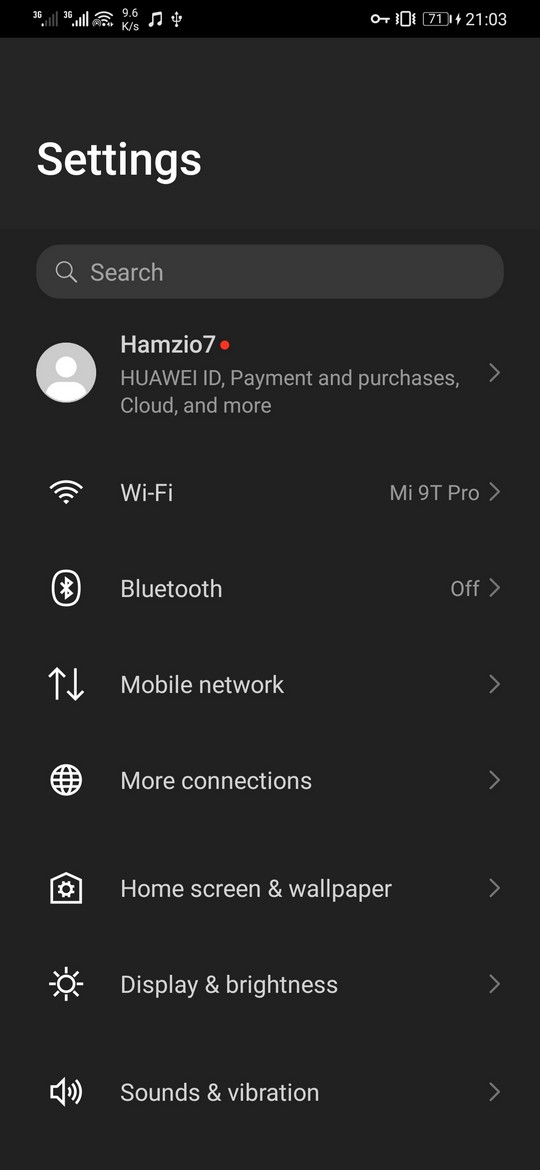 3G 3G 9.6 K/s 71 21:03
Settings
Search
Hamzio7
HUAWEI ID, Payment and purchases,
Cloud, and more
Wi-Fi Mi 9T Pro
Bluetooth Off
Mobile network
More connections
Home screen & wallpaper
Display & brightness
Sounds & vibration